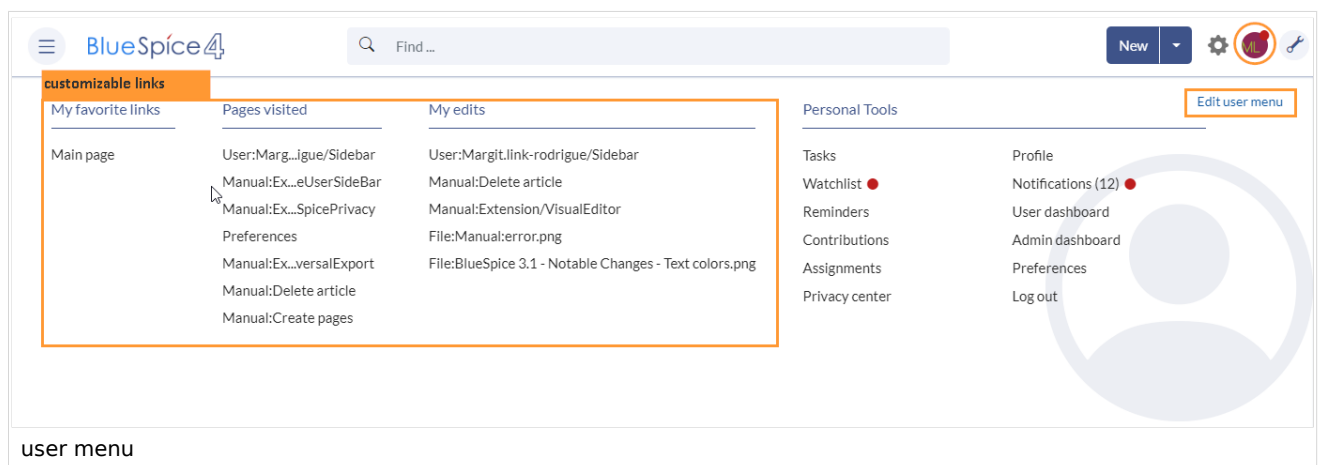 BlueSpice 4
Find ...
New
ML
customizable links
My favorite links
Main page
Pages visited
User:Marg...igue/Sidebar
Manual:Ex...eUserSideBar
Manual:Ex...SpicePrivacy
Preferences
Manual:Ex...versalExport
Manual:Delete article
Manual:Create pages
My edits
User:Margit.link-rodrigue/Sidebar
Manual:Delete article
Manual:Extension/VisualEditor
File:Manual:error.png
File:BlueSpice 3.1 - Notable Changes - Text colors.png
Personal Tools
Edit user menu
Tasks
Watchlist
Reminders
Contributions
Assignments
Privacy center
Profile
Notifications (12)
User dashboard
Admin dashboard
Preferences
Log out
user menu